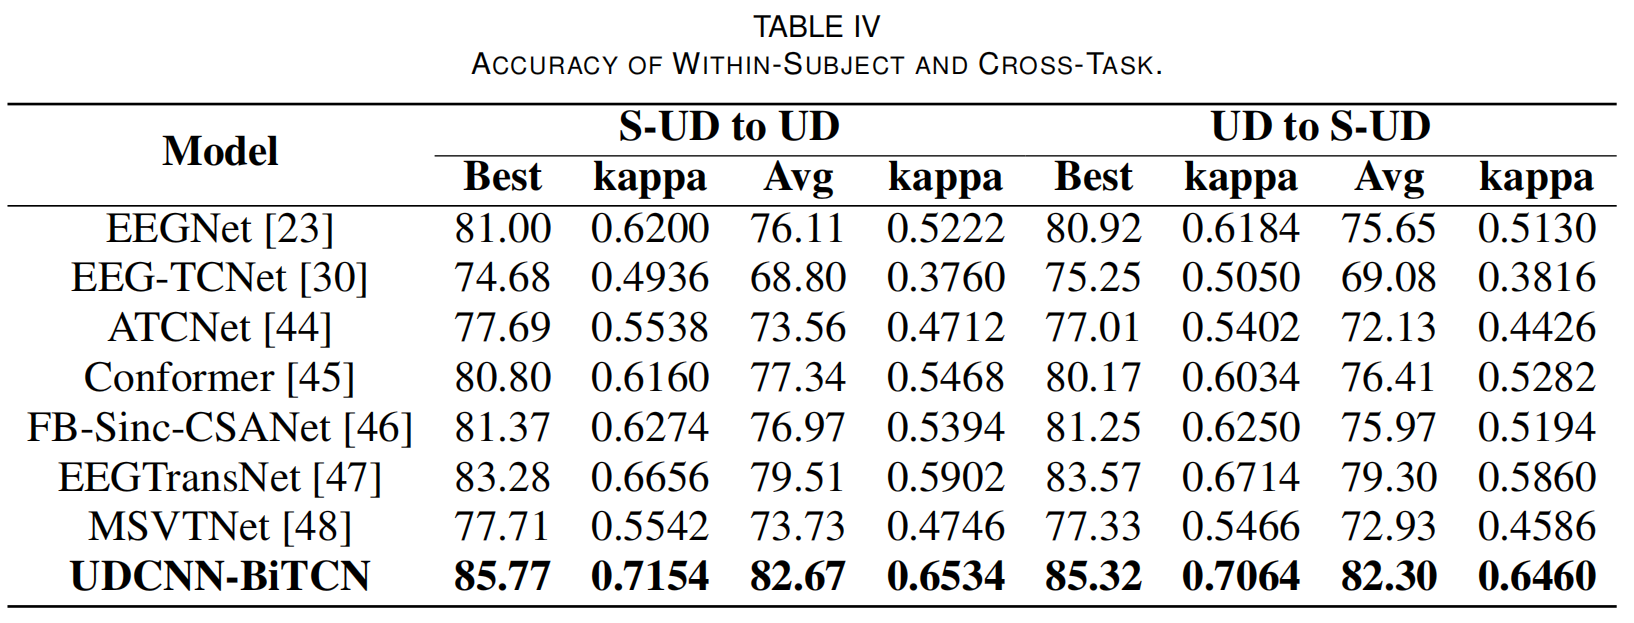 TABLE IV
ACCURACY OF WITHIN-SUBJECT AND CROSS-TASK.
Model S-UD to UD UD to S-UD
Best kappa Avg kappa Best kappa Avg kappa
EEGNet [23] 81.00 0.6200 76.11 0.5222 80.92 0.6184 75.65 0.5130
EEG-TCNet [30] 74.68 0.4936 68.80 0.3760 75.25 0.5050 69.08 0.3816
ATCNet [44] 77.69 0.5538 73.56 0.4712 77.01 0.5402 72.13 0.4426
Conformer [45] 80.80 0.6160 77.34 0.5468 80.17 0.6034 76.41 0.5282
FB-Sinc-CSANet [46] 81.37 0.6274 76.97 0.5394 81.25 0.6250 75.97 0.5194
EEGTransNet [47] 83.28 0.6656 79.51 0.5902 83.57 0.6714 79.30 0.5860
MSVTNet [48] 77.71 0.5542 73.73 0.4746 77.33 0.5466 72.93 0.4586
UDCNN-BiTCN 85.77 0.7154 82.67 0.6534 85.32 0.7064 82.30 0.6460